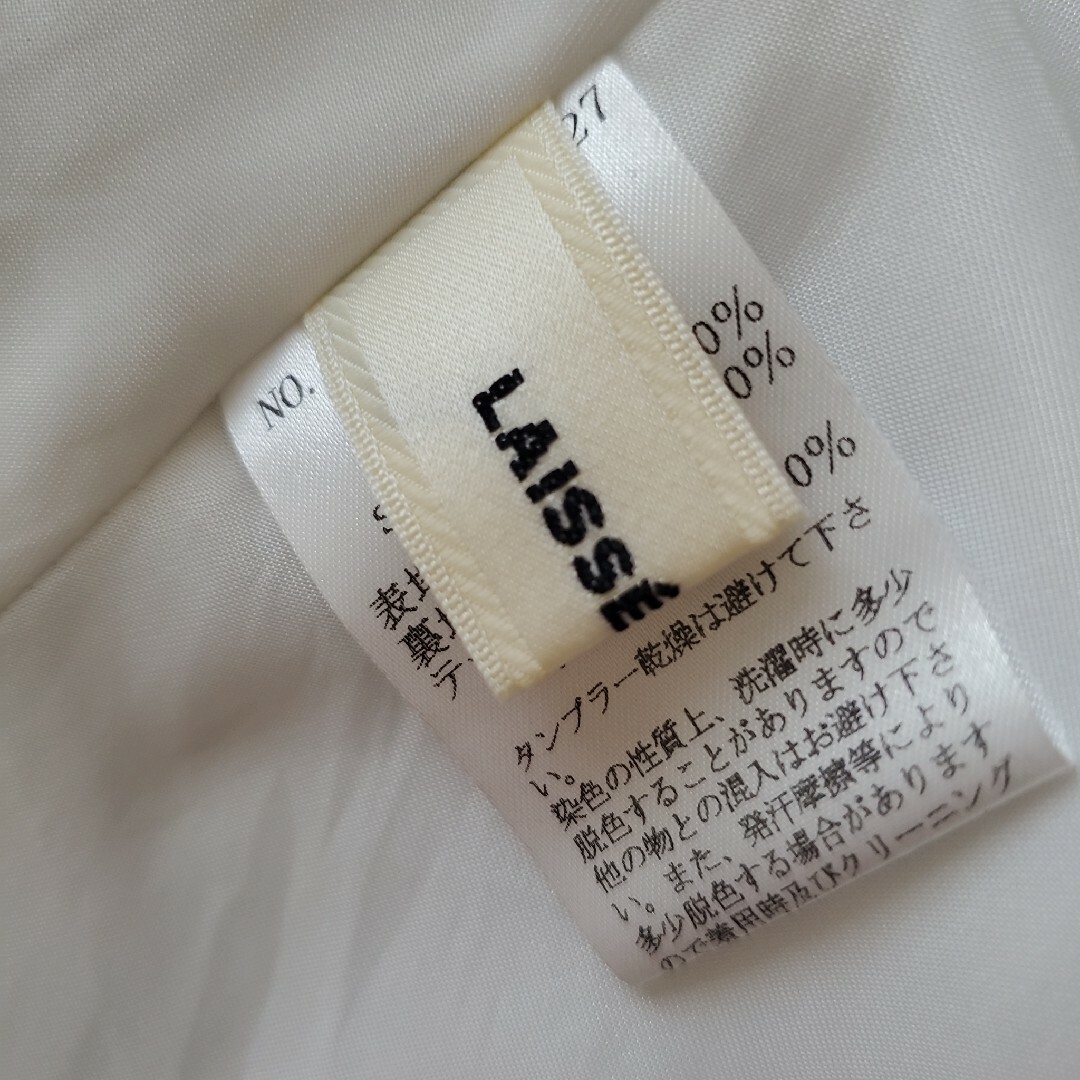 NO. 27
LAISSÉ
0%
0%
0%
タンブラー乾燥は避けて下さ
い。
染色の性質上、洗濯時に多少
脱色することがありますので
他の物との混入はお避け下さ
い。また、発汗摩擦等により
多少脱色する場合があります
ので着用時及びクリーニング